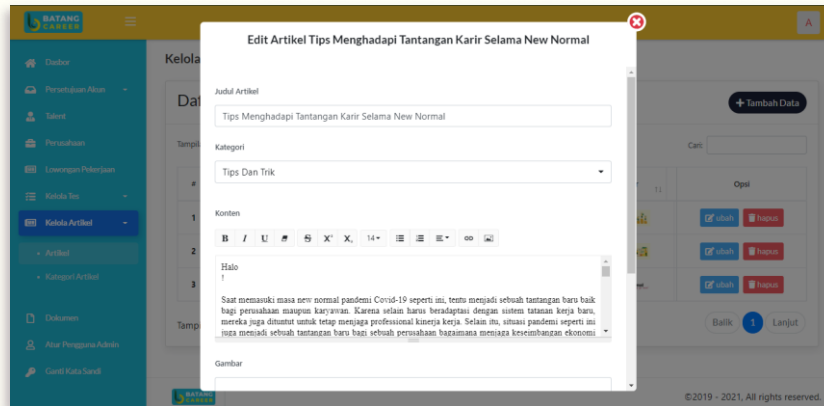 BATANG
CAREER
A
Edit Artikel Tips Menghadapi Tantangan Karir Selama New Normal
Dasbor
Persetujuan Akun
Talent
Perusahaan
Lowongan Pekerjaan
Kelola Tes
Kelola Artikel
Artikel
Kategori Artikel
Dokumen
Atur Pengguna Admin
Ganti Kata Sandi
Kelola
Daf
+ Tambah Data
Tampil
Cari:
#
Opsi
1
ubah
hapus
2
ubah
hapus
3
ubah
hapus
Tamp
Balik
1
Lanjut
Judul Artikel
Tips Menghadapi Tantangan Karir Selama New Normal
Kategori
Tips Dan Trik
Konten
B I U S X² X₂ 14
Halo
!
Saat memasuki masa new normal pandemi Covid-19 seperti ini, tentu menjadi sebuah tantangan baru baik
bagi perusahaan maupun karyawan. Karena selain harus beradaptasi dengan sistem tatanan kerja baru,
mereka juga dituntut untuk tetap menjaga professional kinerja kerja. Selain itu, situasi pandemi seperti ini
juga menjadi sebuah tantangan baru bagi sebuah perusahaan bagaimana menjaga keseimbangan ekonomi
Gambar
BATANG
CAREER
©2019 - 2021, All rights reserved.